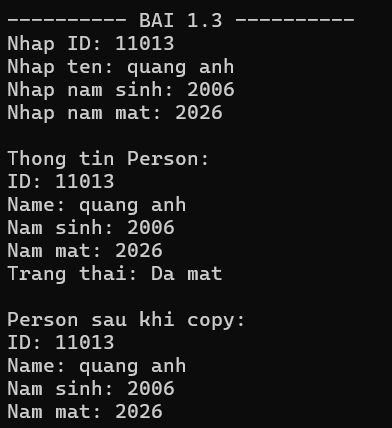 ---------- BAI 1.3 ----------
Nhap ID: 11013
Nhap ten: quang anh
Nhap nam sinh: 2006
Nhap nam mat: 2026

Thong tin Person:
ID: 11013
Name: quang anh
Nam sinh: 2006
Nam mat: 2026
Trang thai: Da mat

Person sau khi copy:
ID: 11013
Name: quang anh
Nam sinh: 2006
Nam mat: 2026